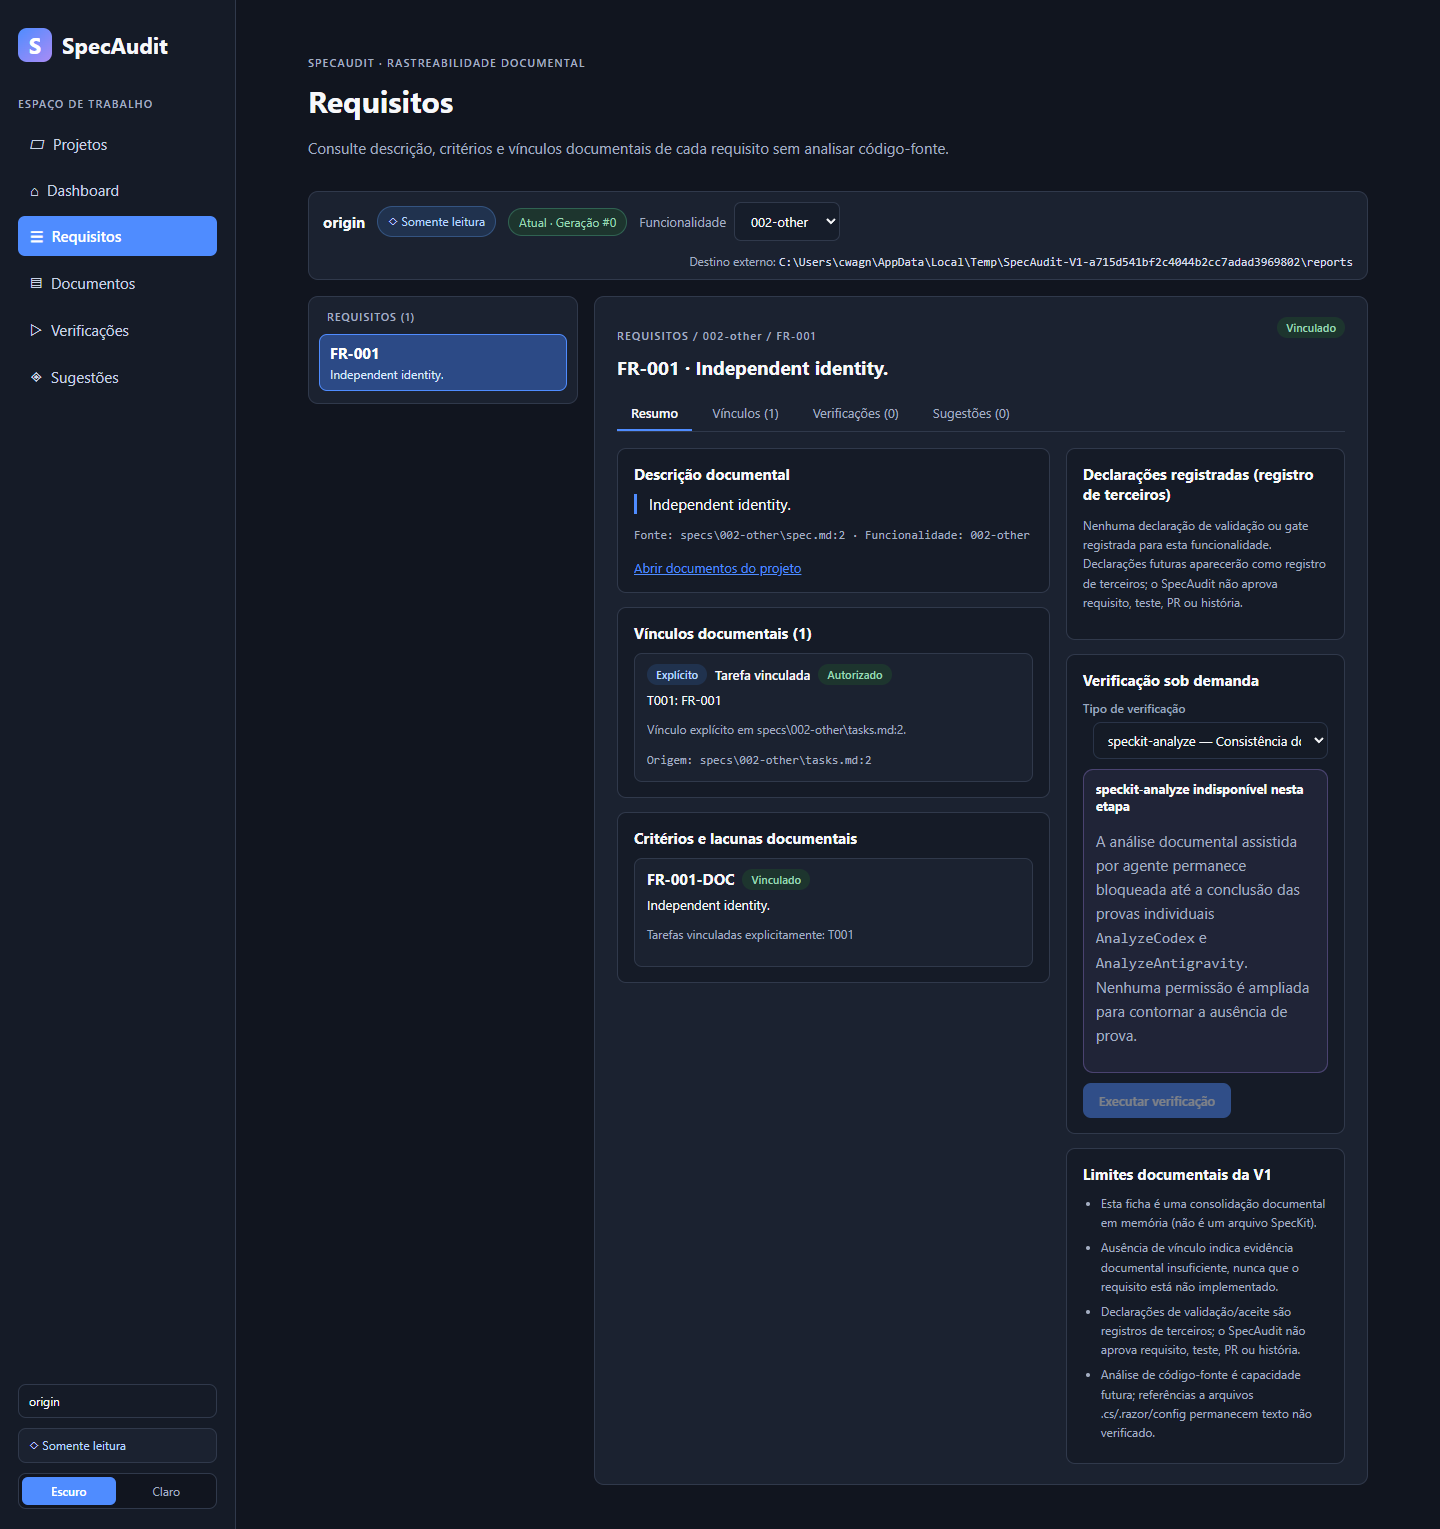 S SpecAudit
ESPAÇO DE TRABALHO
Projetos
Dashboard
Requisitos
Documentos
Verificações
Sugestões
origin
Somente leitura
Escuro
Claro
SPECAUDIT · RASTREABILIDADE DOCUMENTAL
Requisitos
Consulte descrição, critérios e vínculos documentais de cada requisito sem analisar código-fonte.
origin
Somente leitura
Atual · Geração #0
Funcionalidade
002-other
Destino externo: C:\Users\cwagn\AppData\Local\Temp\SpecAudit-V1-a715d541bf2c4044b2cc7adad3969802\reports
REQUISITOS (1)
FR-001
Independent identity.
REQUISITOS / 002-other / FR-001
Vinculado
FR-001 · Independent identity.
Resumo
Vínculos (1)
Verificações (0)
Sugestões (0)
Descrição documental
Independent identity.
Fonte: specs\002-other\spec.md:2 · Funcionalidade: 002-other
Abrir documentos do projeto
Vínculos documentais (1)
Explícito
Tarefa vinculada
Autorizado
T001: FR-001
Vínculo explícito em specs\002-other\tasks.md:2.
Origem: specs\002-other\tasks.md:2
Critérios e lacunas documentais
FR-001-DOC
Vinculado
Independent identity.
Tarefas vinculadas explicitamente: T001
Declarações registradas (registro
de terceiros)
Nenhuma declaração de validação ou gate
registrada para esta funcionalidade.
Declarações futuras aparecerão como registro
de terceiros; o SpecAudit não aprova
requisito, teste, PR ou história.
Verificação sob demanda
Tipo de verificação
speckit-analyze — Consistência do
speckit-analyze indisponível nesta
etapa
A análise documental assistida
por agente permanece
bloqueada até a conclusão das
provas individuais
AnalyzeCodex e
AnalyzeAntigravity.
Nenhuma permissão é ampliada
para contornar a ausência de
prova.
Executar verificação
Limites documentais da V1
• Esta ficha é uma consolidação documental
em memória (não é um arquivo SpecKit).
• Ausência de vínculo indica evidência
documental insuficiente, nunca que o
requisito está não implementado.
• Declarações de validação/aceite são
registros de terceiros; o SpecAudit não
aprova requisito, teste, PR ou história.
• Análise de código-fonte é capacidade
futura; referências a arquivos
.cs/.razor/config permanecem texto não
verificado.